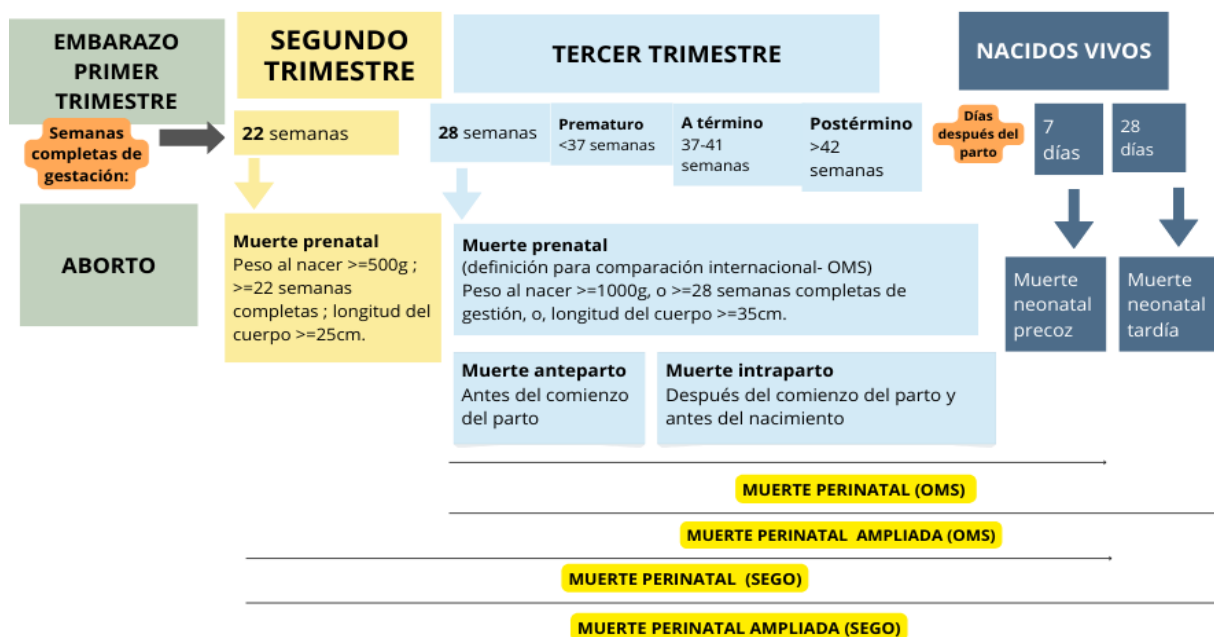 EMBARAZO
PRIMER
TRIMESTRE
SEGUNDO
TRIMESTRE
TERCER TRIMESTRE
NACIDOS VIVOS
Semanas
completas de
gestación:
22 semanas
28 semanas
Prematuro
<37 semanas
A término
37-41
semanas
Postérmino
>42
semanas
Días
después del
parto
7
días
28
días
ABORTO
Muerte prenatal
Peso al nacer >=500g ;
>=22 semanas
completas ; longitud del
cuerpo >=25cm.
Muerte prenatal
(definición para comparación internacional- OMS)
Peso al nacer >=1000g, o >=28 semanas completas de
gestión, o, longitud del cuerpo >=35cm.
Muerte
neonatal
precoz
Muerte
neonatal
tardía
Muerte anteparto
Antes del comienzo
del parto
Muerte intraparto
Después del comienzo del parto y
antes del nacimiento
MUERTE PERINATAL (OMS)
MUERTE PERINATAL AMPLIADA (OMS)
MUERTE PERINATAL (SEGO)
MUERTE PERINATAL AMPLIADA (SEGO)